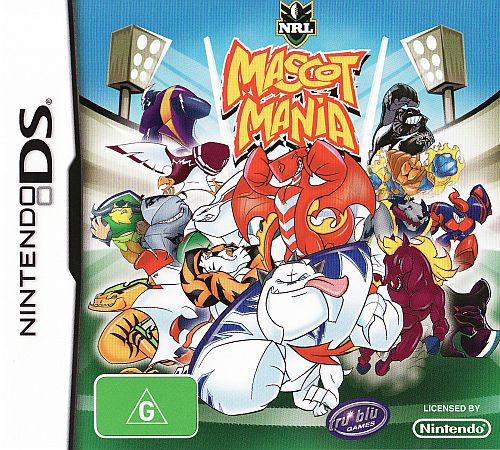 NINTENDO DS
NRL
MASCOT
MANIA
G
tru blu
GAMES
LICENSED BY
Nintendo